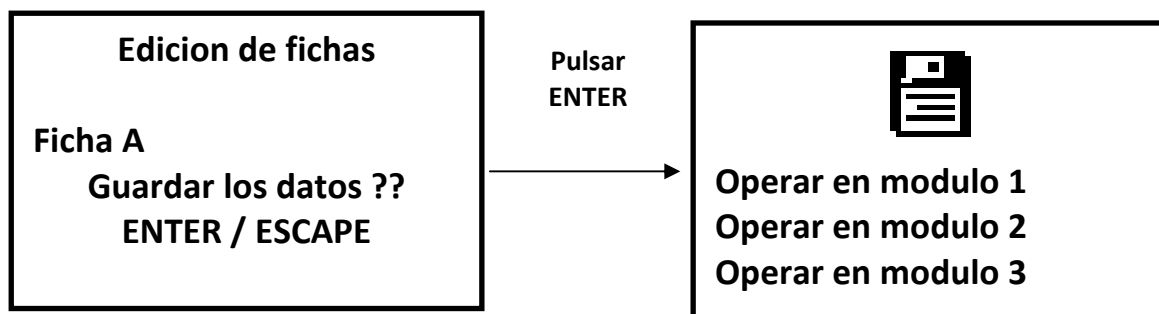 Edicion de fichas
Ficha A
Guardar los datos ??
ENTER / ESCAPE
Pulsar
ENTER
Operar en modulo 1
Operar en modulo 2
Operar en modulo 3